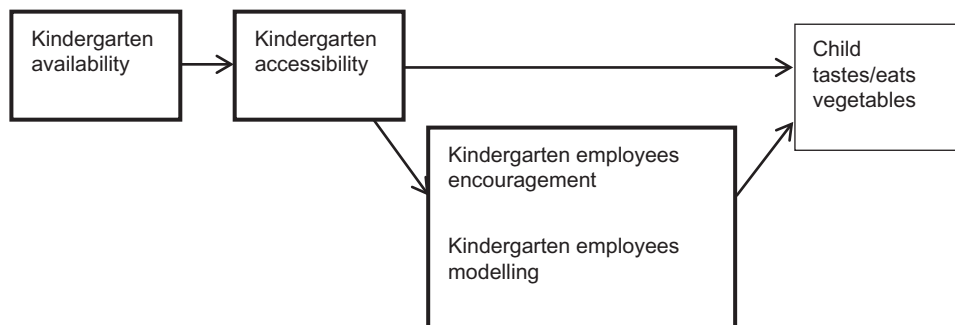 Kindergarten
availability
Kindergarten
accessibility
Child
tastes/eats
vegetables
Kindergarten employees
encouragement
Kindergarten employees
modelling